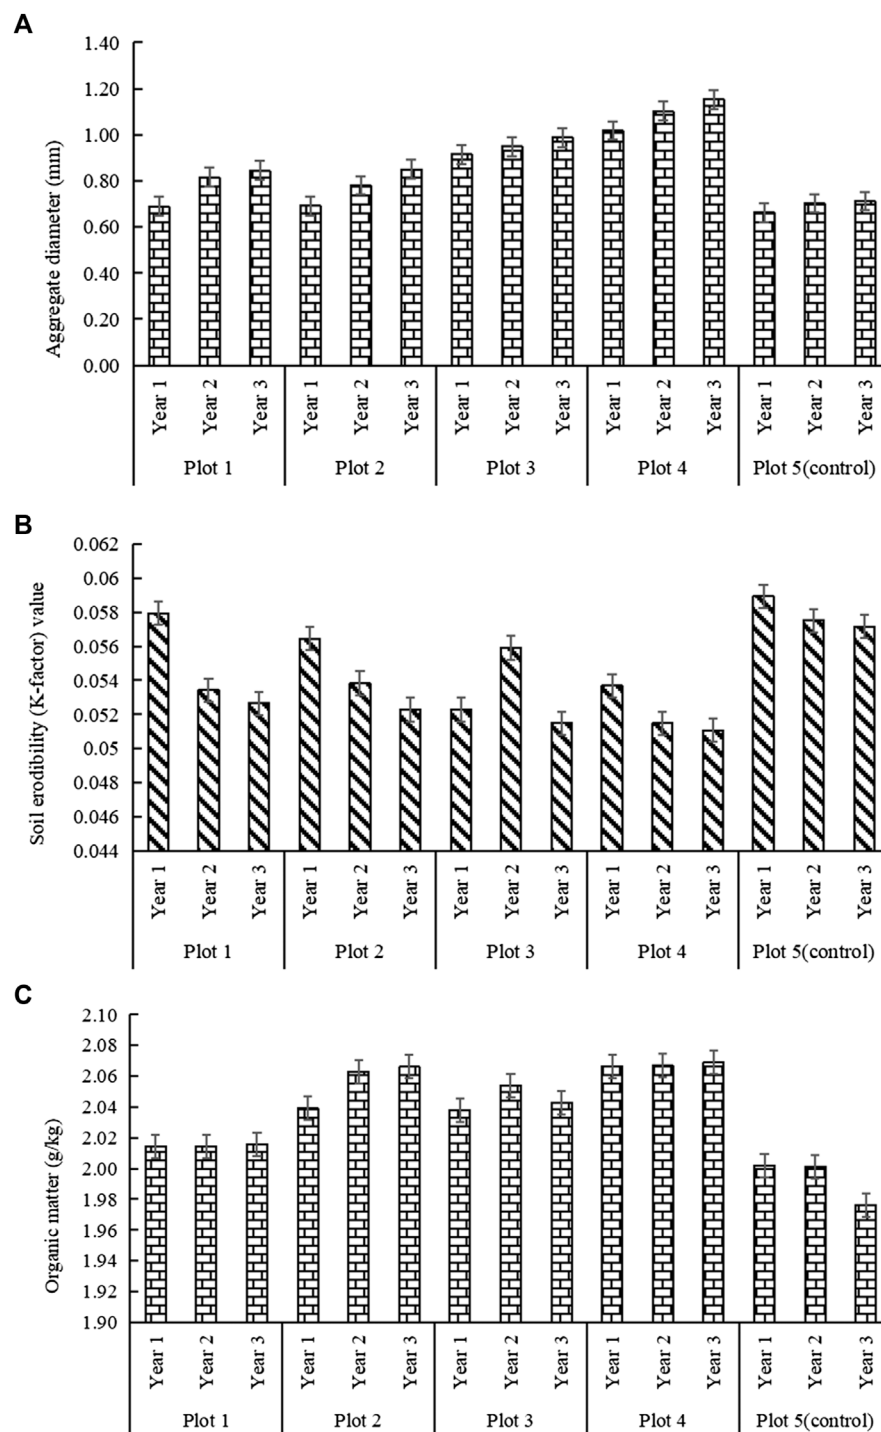 A
Aggregate diameter (mm)
1.40
1.20
1.00
0.80
0.60
0.40
0.20
0.00
Year 1
Year 2
Year 3
Year 1
Year 2
Year 3
Year 1
Year 2
Year 3
Year 1
Year 2
Year 3
Year 1
Year 2
Year 3
Plot 1
Plot 2
Plot 3
Plot 4
Plot 5(control)
B
Soil erodibility (K-factor) value
0.062
0.06
0.058
0.056
0.054
0.052
0.05
0.048
0.046
0.044
Year 1
Year 2
Year 3
Year 1
Year 2
Year 3
Year 1
Year 2
Year 3
Year 1
Year 2
Year 3
Year 1
Year 2
Year 3
Plot 1
Plot 2
Plot 3
Plot 4
Plot 5(control)
C
Organic matter (g/kg)
2.10
2.08
2.06
2.04
2.02
2.00
1.98
1.96
1.94
1.92
1.90
Year 1
Year 2
Year 3
Year 1
Year 2
Year 3
Year 1
Year 2
Year 3
Year 1
Year 2
Year 3
Year 1
Year 2
Year 3
Plot 1
Plot 2
Plot 3
Plot 4
Plot 5(control)